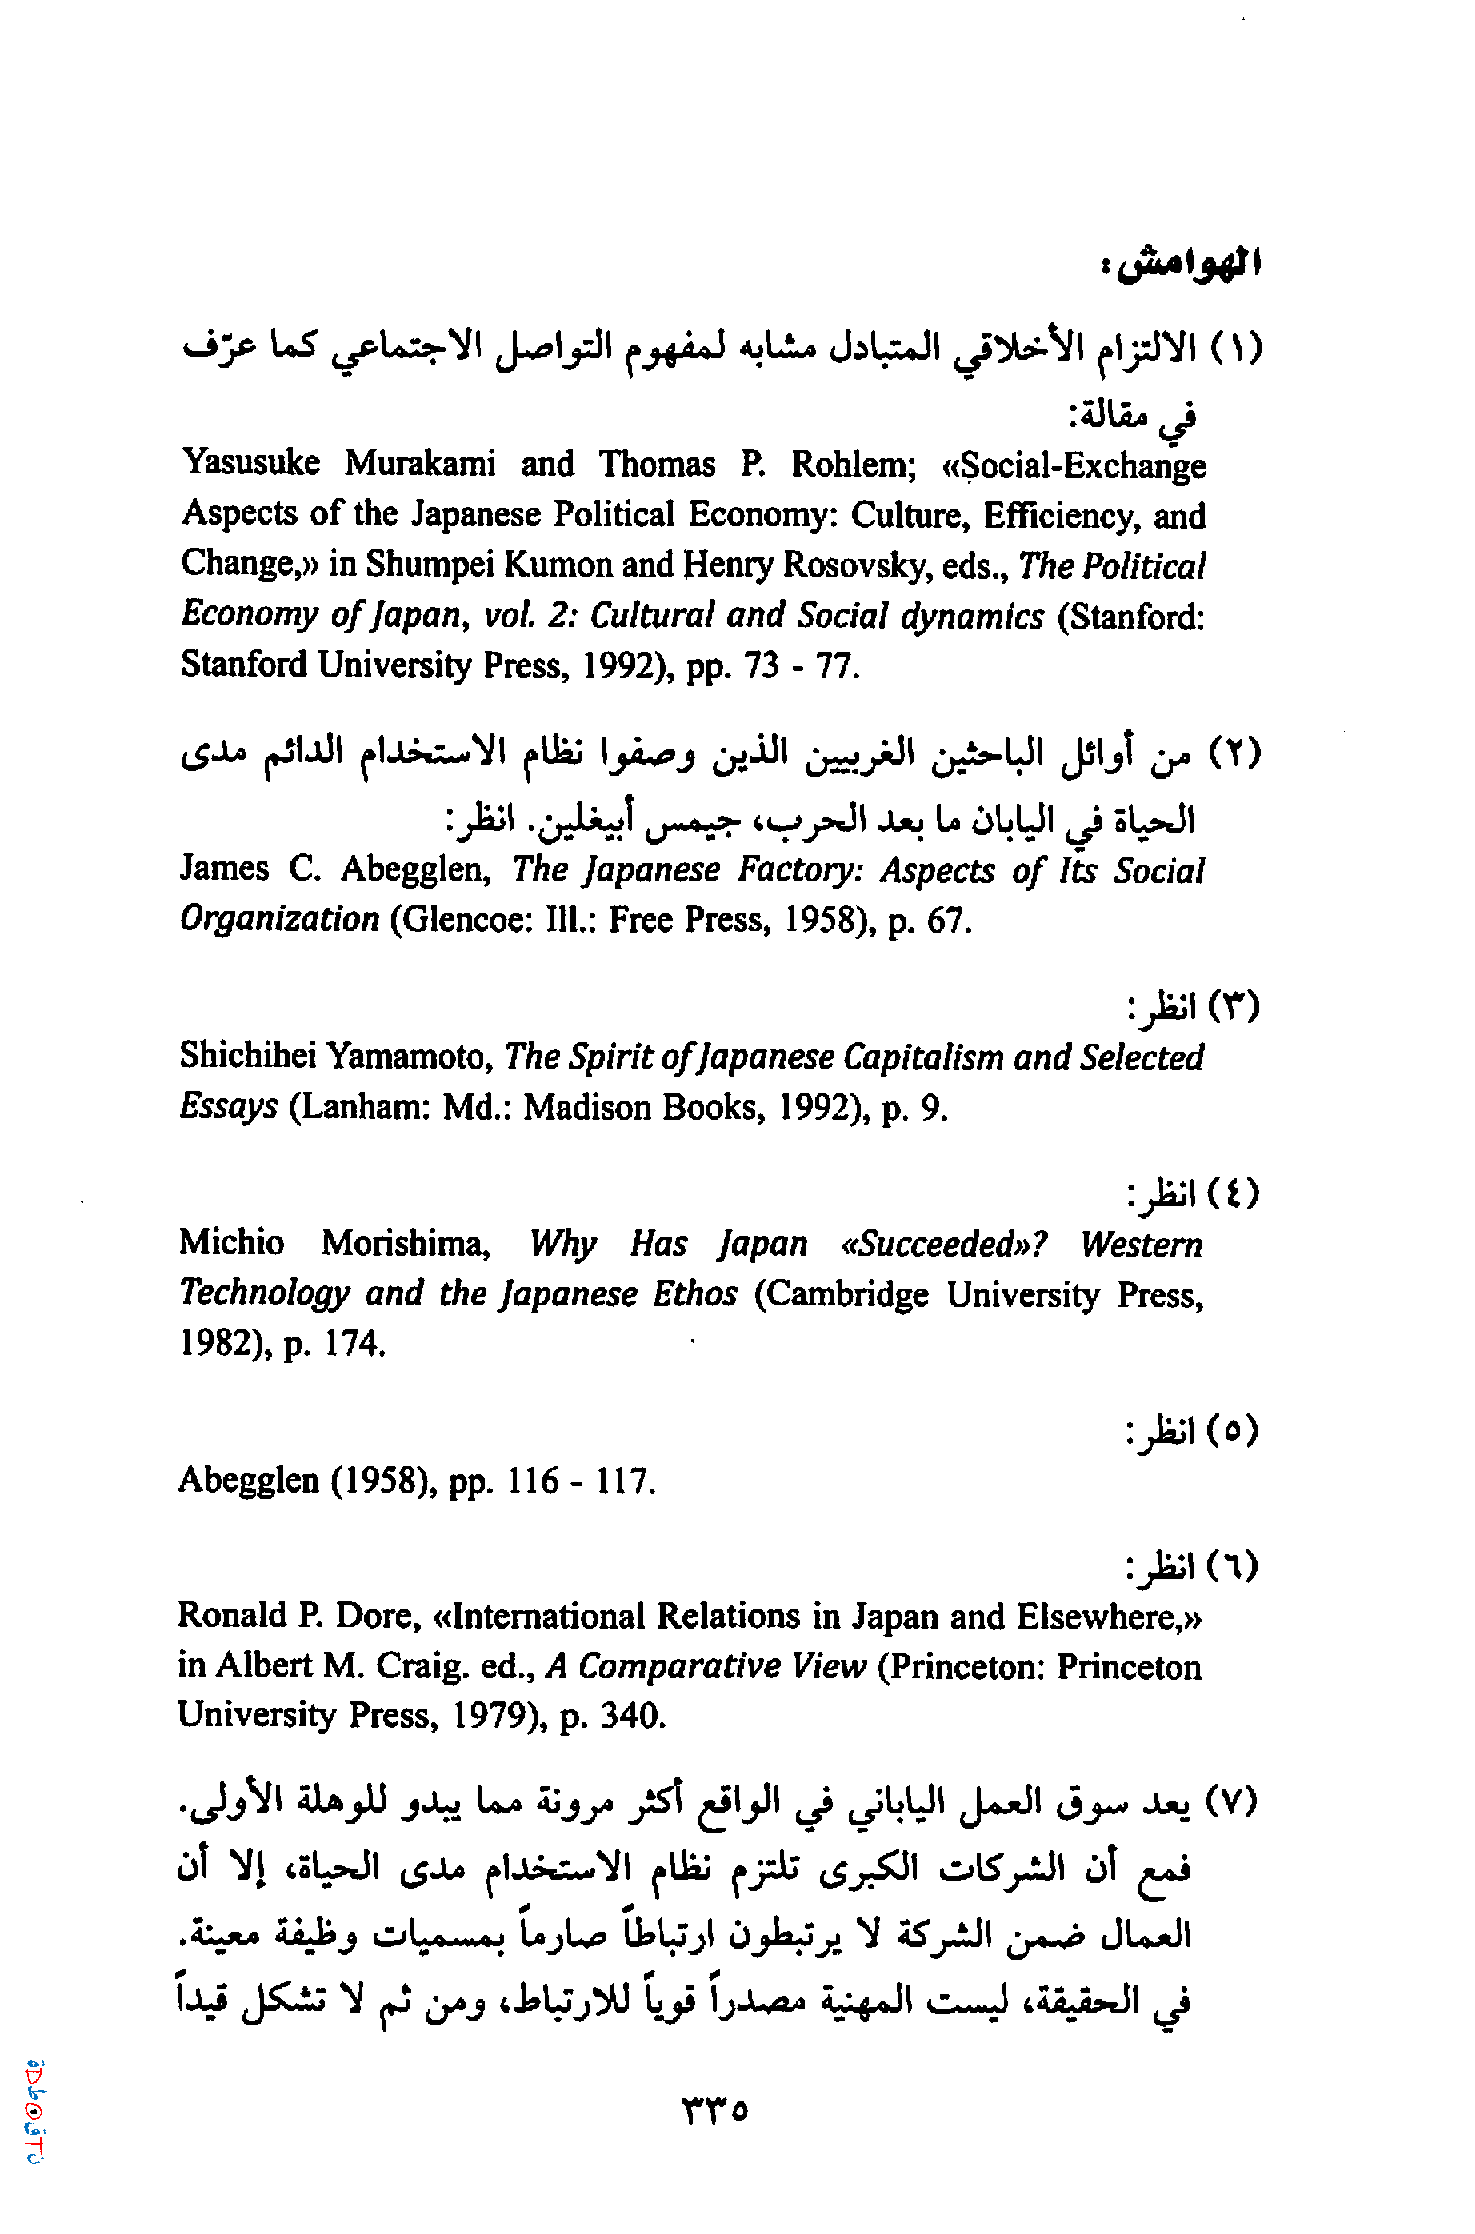 الهوامش:
(١) الالتزام الأخلاقي المتبادل مشابه لمفهوم التواصل الاجتماعي كما عرّف
في مقالة:
Yasusuke Murakami and Thomas P. Rohlem; «Social-Exchange
Aspects of the Japanese Political Economy: Culture, Efficiency, and
Change,» in Shumpei Kumon and Henry Rosovsky, eds., The Political
Economy of Japan, vol. 2: Cultural and Social dynamics (Stanford:
Stanford University Press, 1992), pp. 73 - 77.
(٢) من أوائل الباحثين الغربيين الذين وصفوا نظام الاستخدام الدائم مدى
الحياة في اليابان ما بعد الحرب، جيمس أبيغلين. انظر:
James C. Abegglen, The Japanese Factory: Aspects of Its Social
Organization (Glencoe: Ill.: Free Press, 1958), p. 67.
(٣) انظر:
Shichihei Yamamoto, The Spirit of Japanese Capitalism and Selected
Essays (Lanham: Md.: Madison Books, 1992), p. 9.
(٤) انظر:
Michio Morishima, Why Has Japan «Succeeded»? Western
Technology and the Japanese Ethos (Cambridge University Press,
1982), p. 174.
(٥) انظر:
Abegglen (1958), pp. 116 - 117.
(٦) انظر:
Ronald P. Dore, «International Relations in Japan and Elsewhere,»
in Albert M. Craig. ed., A Comparative View (Princeton: Princeton
University Press, 1979), p. 340.
(٧) يعد سوق العمل الياباني في الواقع أكثر مرونة مما يبدو للوهلة الأولى.
فمع أن الشركات الكبرى تلتزم نظام الاستخدام مدى الحياة، إلا أن
العمال ضمن الشركة لا يرتبطون ارتباطاً صارماً بمسميات وظيفة معينة.
في الحقيقة، ليست المهنية مصدراً قوياً للارتباط، ومن ثم لا تشكل قيداً
٣٣٥